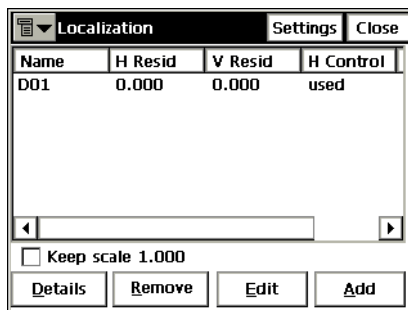 Localization Settings Close
Name H Resid V Resid H Control
D01 0.000 0.000 used
Keep scale 1.000
Details Remove Edit Add